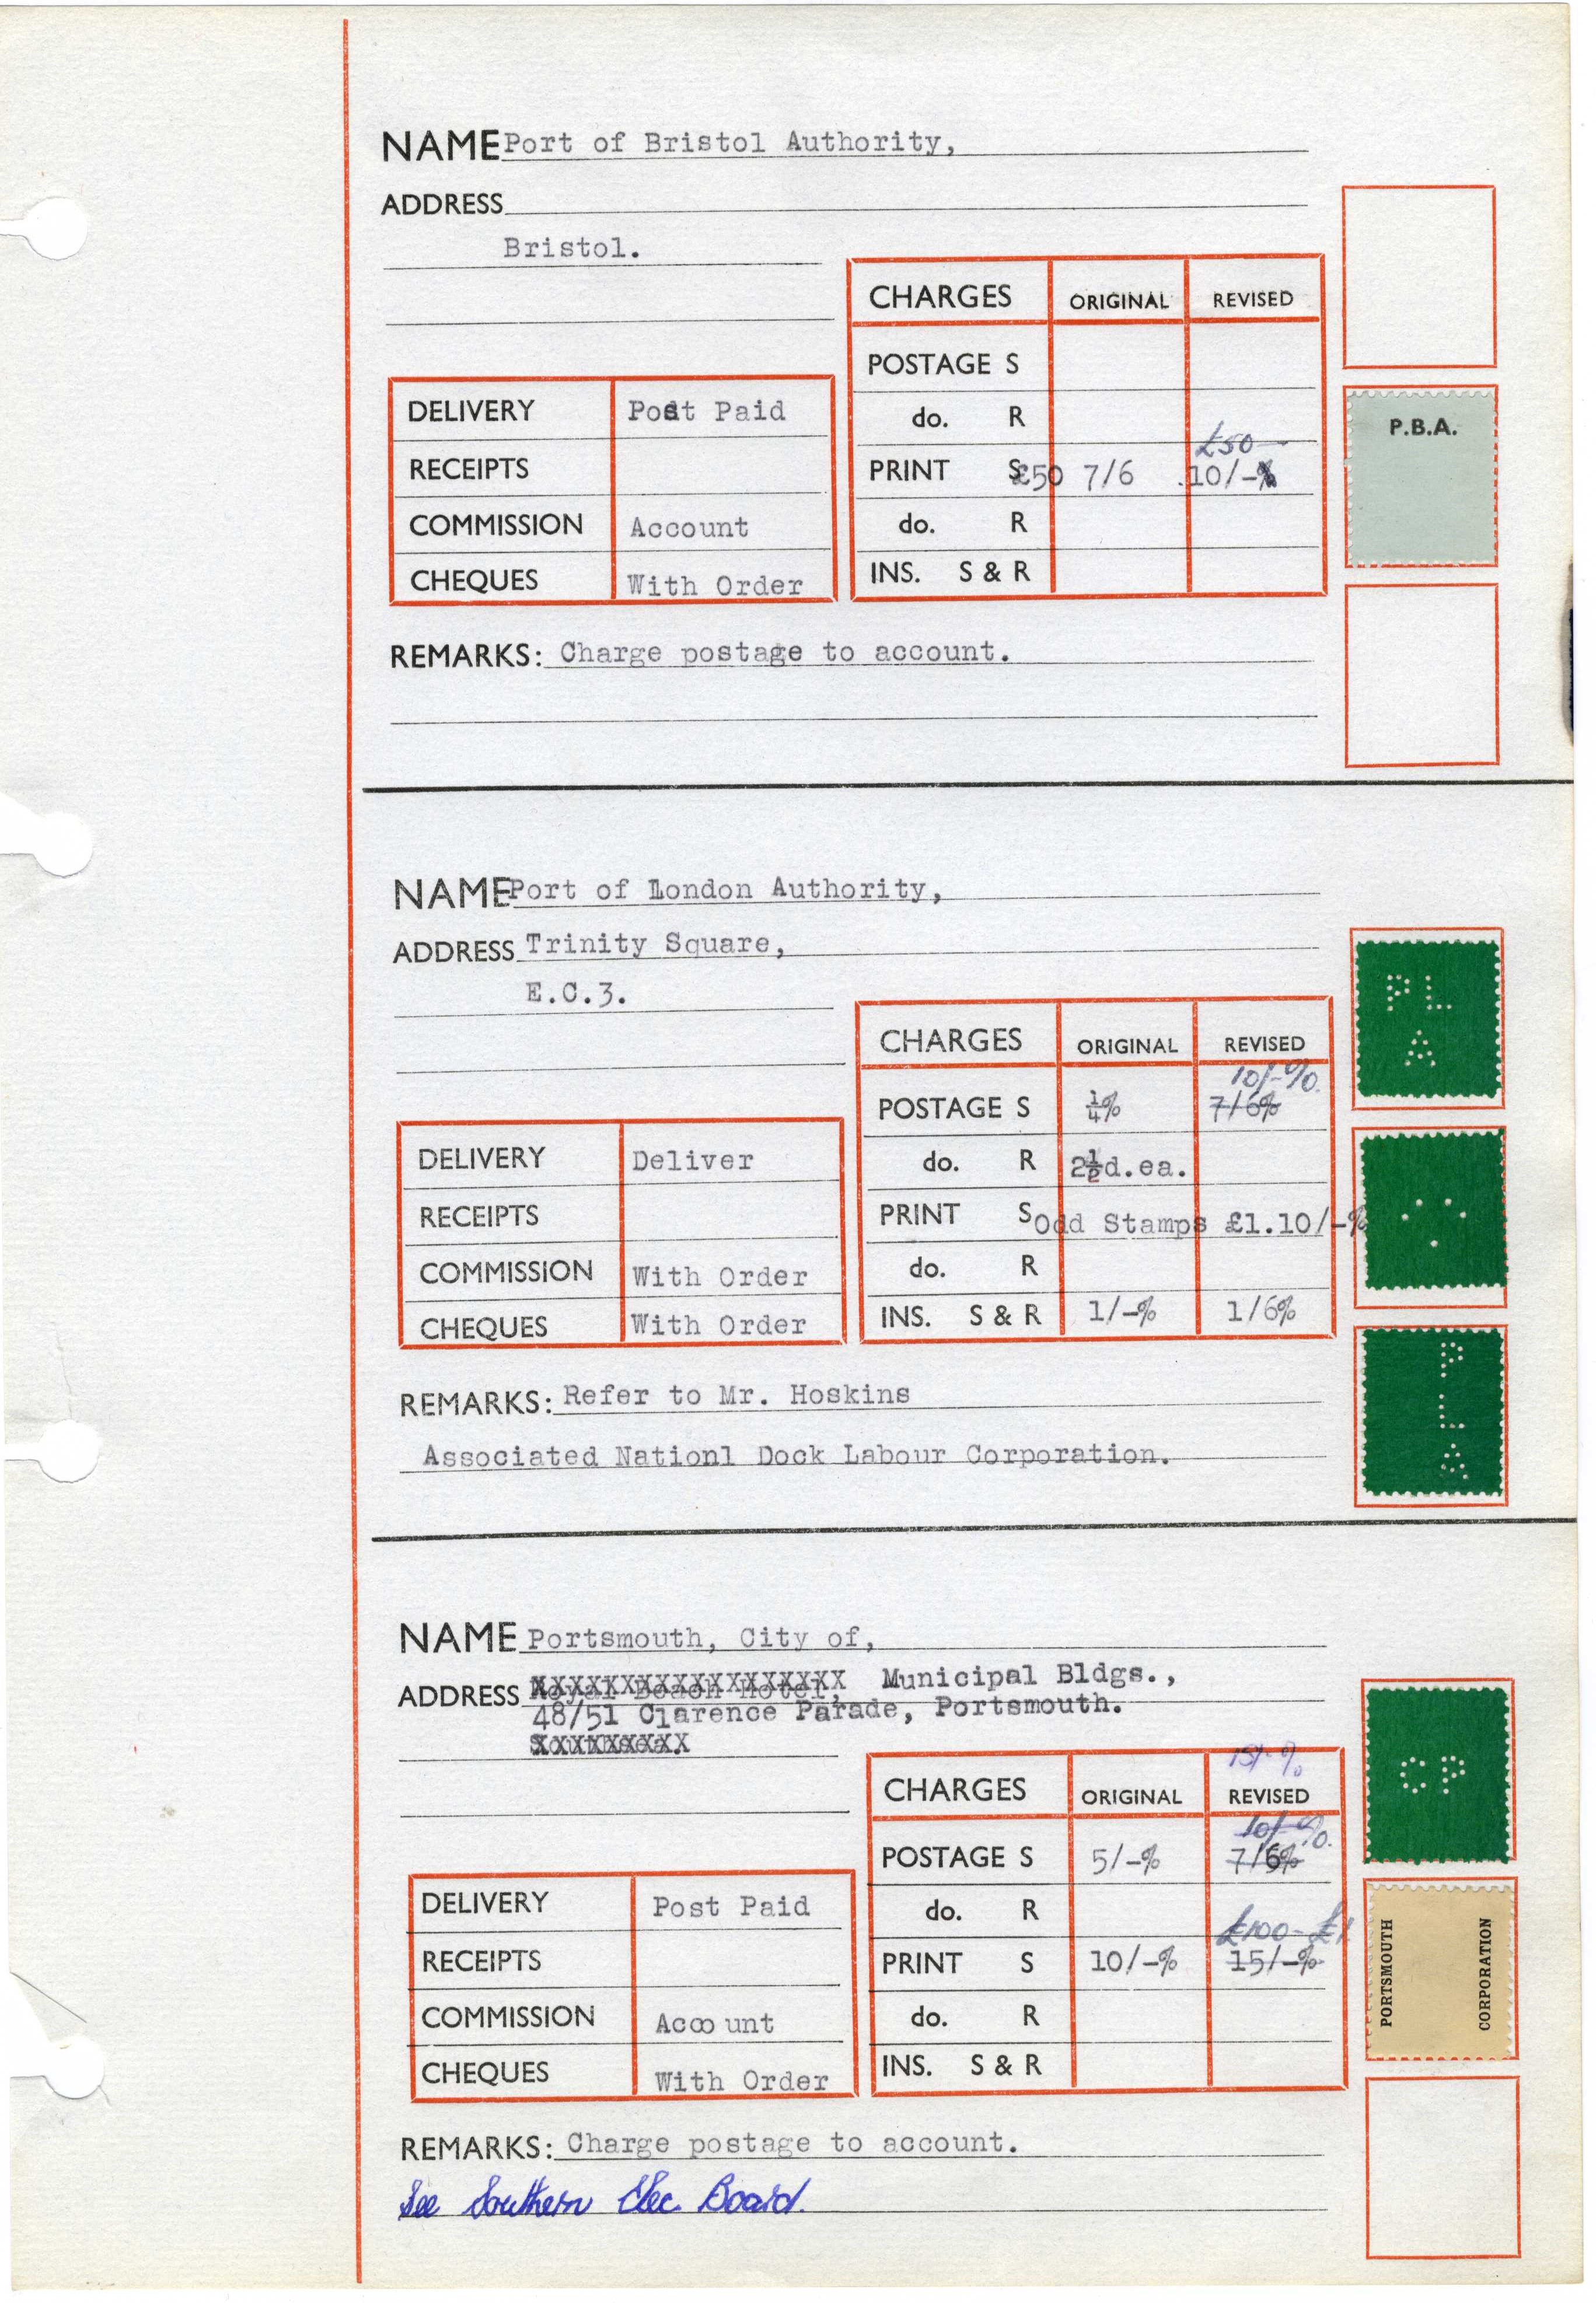 NAME Port of Bristol Authority,
ADDRESS
Bristol.
CHARGES ORIGINAL REVISED
POSTAGE S
do. R
£50
PRINT S £50 7/6 10/-%
do. R
INS. S & R
DELIVERY Post Paid
RECEIPTS
COMMISSION Account
CHEQUES With Order
P.B.A.
REMARKS: Charge postage to account.
NAME Port of London Authority,
ADDRESS Trinity Square,
E.C.3.
CHARGES ORIGINAL REVISED
10/-%.
POSTAGE S ¼% 7/6%
do. R 2½d.ea.
PRINT S Odd Stamps £1.10/-%
do. R
INS. S & R 1/-% 1/6%
DELIVERY Deliver
RECEIPTS
COMMISSION With Order
CHEQUES With Order
PL
A
P
L
A
REMARKS: Refer to Mr. Hoskins
Associated Nationl Dock Labour Corporation.
NAME Portsmouth, City of,
ADDRESS Royal Beach Hotel, Municipal Bldgs.,
48/51 Clarence Parade, Portsmouth.
15/-%
CHARGES ORIGINAL REVISED
10/-%.
POSTAGE S 5/-% 7/6%
do. R
£100-£1
PRINT S 10/-% 15/-%
do. R
INS. S & R
DELIVERY Post Paid
RECEIPTS
COMMISSION Account
CHEQUES With Order
CP
PORTSMOUTH
CORPORATION
REMARKS: Charge postage to account.
See Southern Elec. Board.